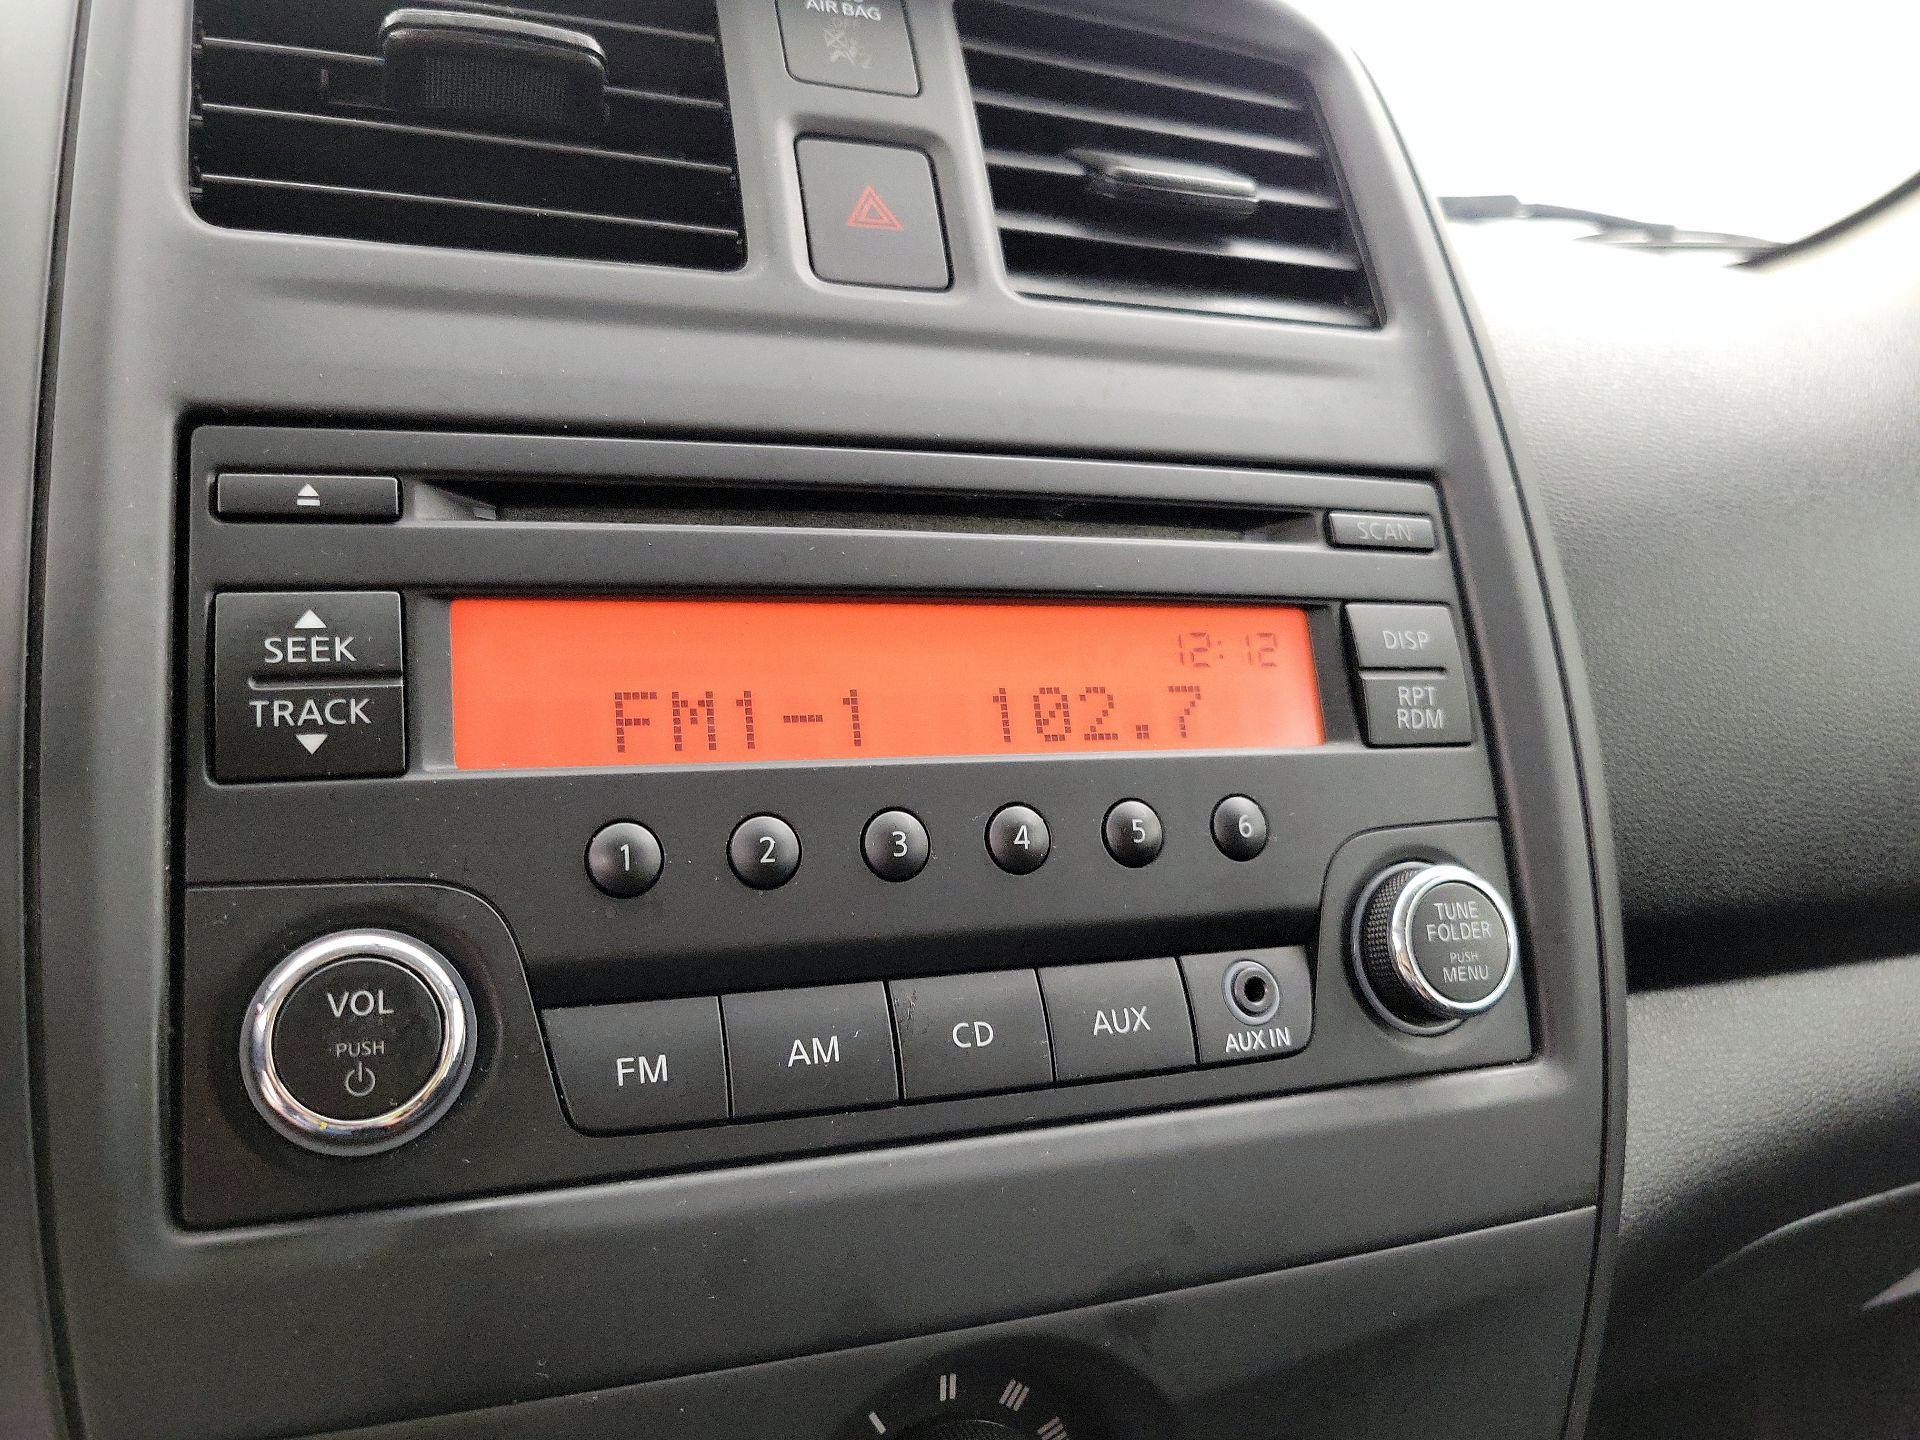 AIR BAG
SCAN
SEEK
TRACK
12:12
FM1-1 102.7
DISP
RPT
RDM
1 2 3 4 5 6
VOL
PUSH
FM AM CD AUX
AUX IN
TUNE
FOLDER
PUSH
MENU